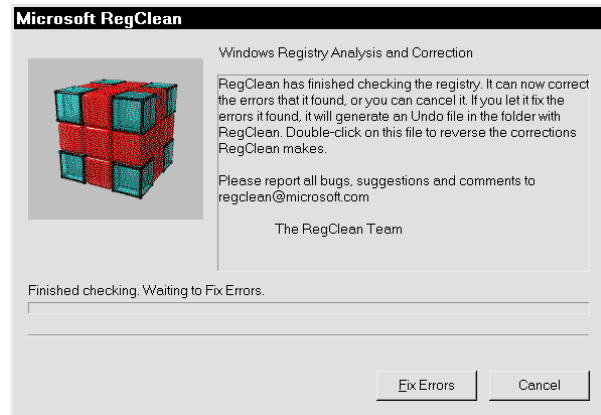 Microsoft RegClean
Windows Registry Analysis and Correction
RegClean has finished checking the registry. It can now correct
the errors that it found, or you can cancel it. If you let it fix the
errors it found, it will generate an Undo file in the folder with
RegClean. Double-click on this file to reverse the corrections
RegClean makes.
Please report all bugs, suggestions and comments to
regclean@microsoft.com
The RegClean Team
Finished checking. Waiting to Fix Errors.
Fix Errors
Cancel